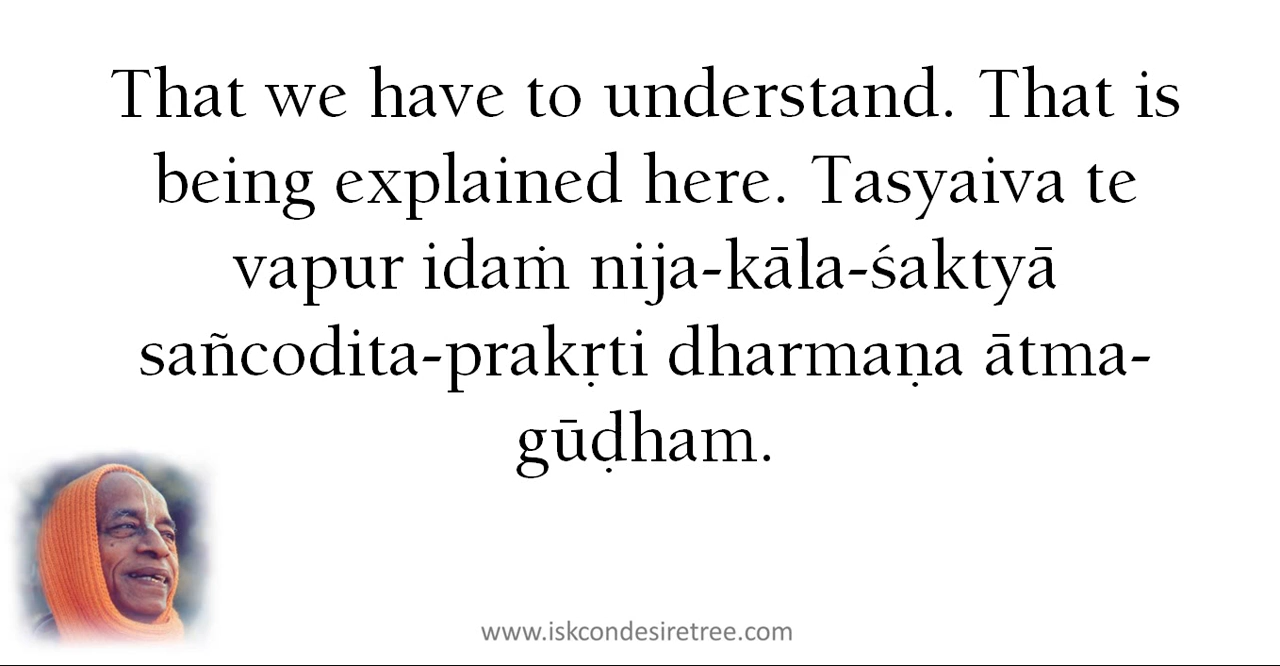 That we have to understand. That is
being explained here. Tasyaiva te
vapur idaṁ nija-kāla-śaktyā
sañcodita-prakṛti dharmaṇa ātma-
gūḍham.
www.iskcondesiretree.com